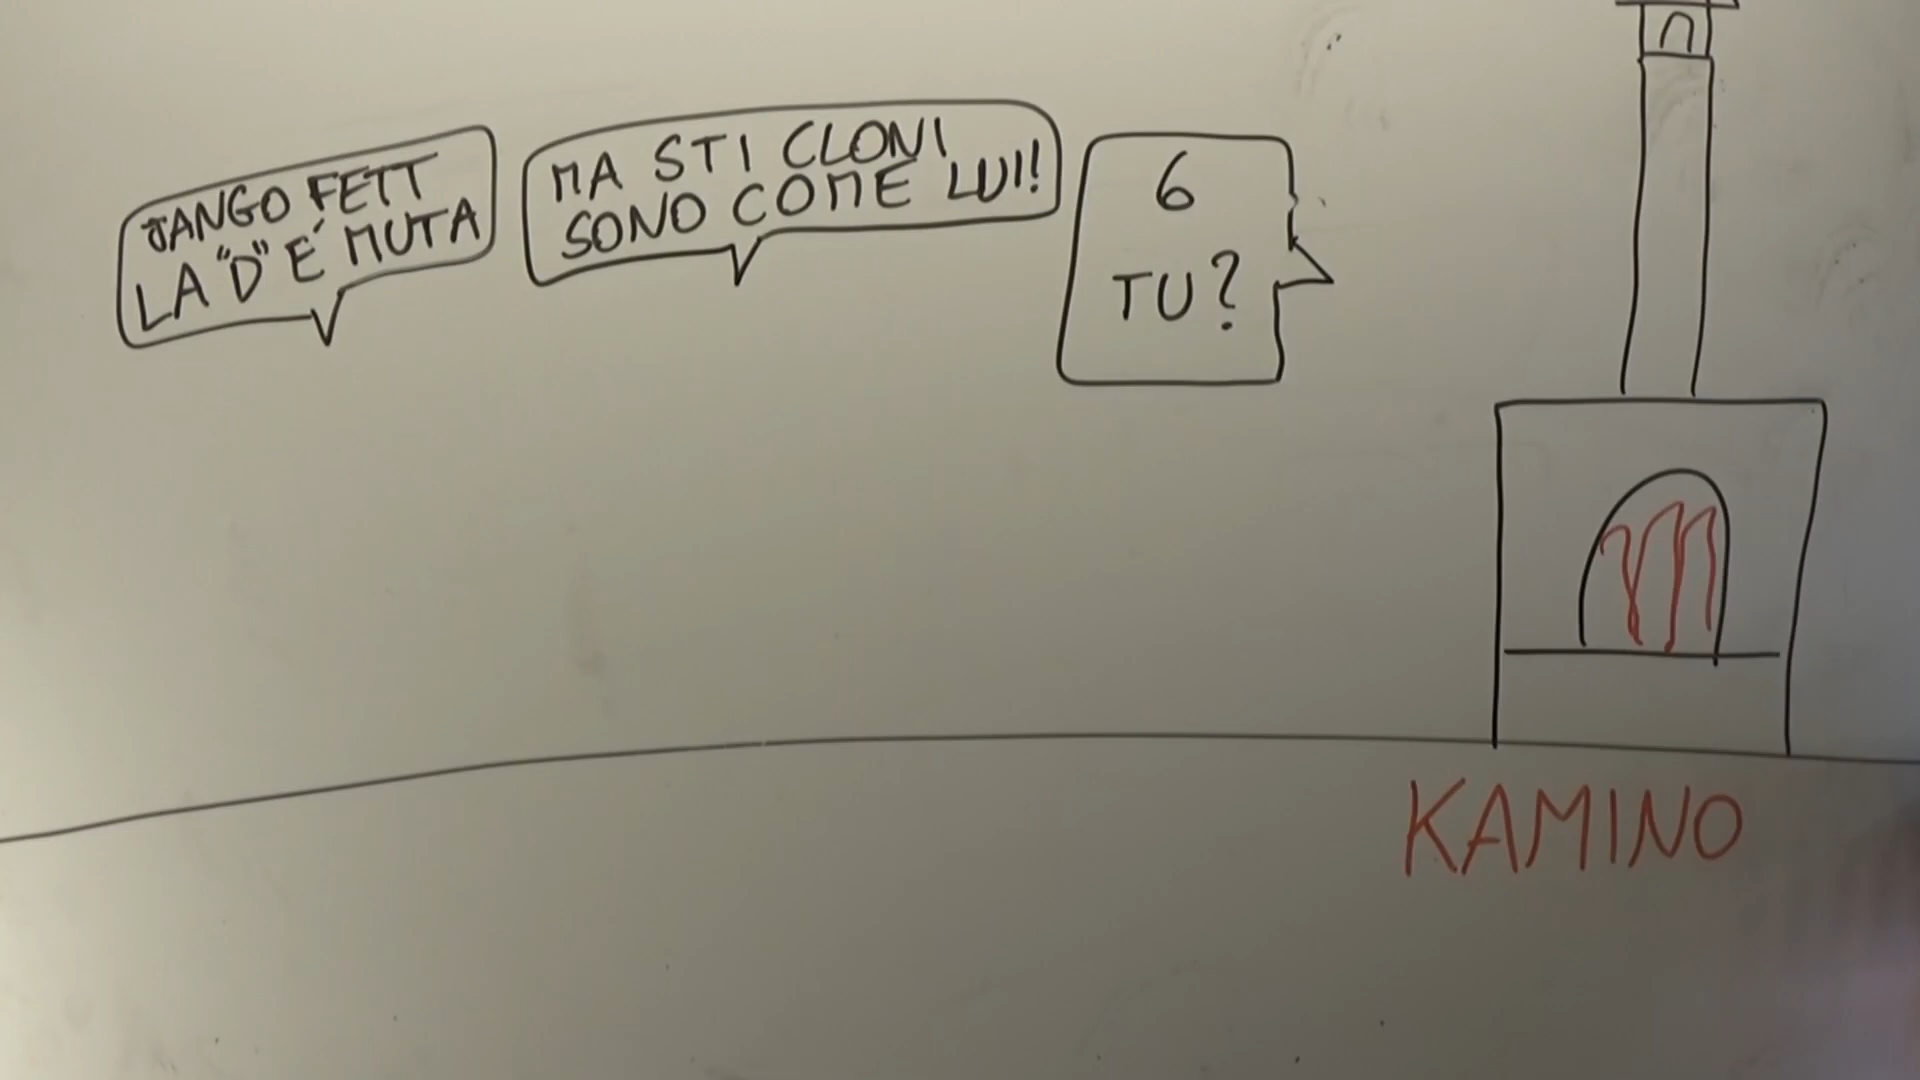 JANGO FETT
LA "D" É MUTA
MA STI CLONI
SONO COME LUI!
6
TU?
KAMINO